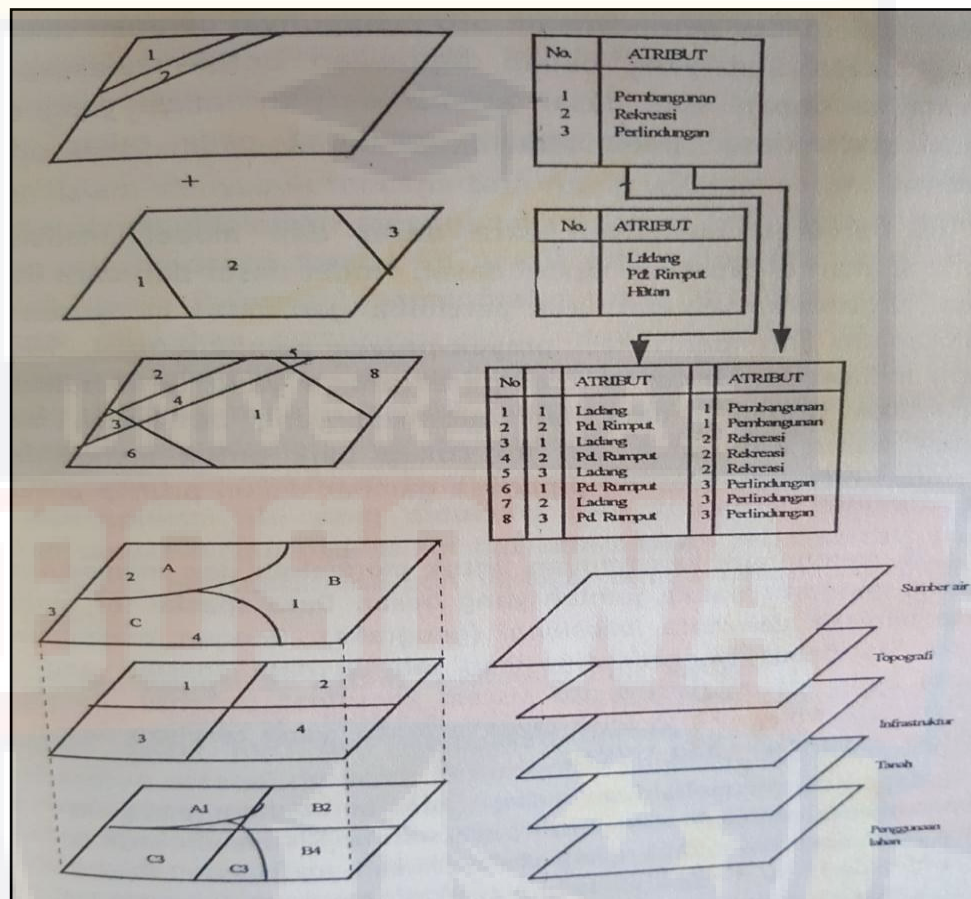 1
2
No. ATRIBUT
1 Pembangunan
2 Rekreasi
3 Perlindungan
+
1 2 3
No. ATRIBUT
Ladang
Pd. Rimput
Hutan
2 5 8
4 1
3
6
No ATRIBUT ATRIBUT
1 1 Ladang 1 Pembangunan
2 2 Pd. Rimput 1 Pembangunan
3 1 Ladang 2 Rekreasi
4 2 Pd. Rumput 2 Rekreasi
5 3 Ladang 2 Rekreasi
6 1 Pd. Rumput 3 Perlindungan
7 2 Ladang 3 Perlindungan
8 3 Pd. Rumput 3 Perlindungan
2 A B
3 C 4 1
1 2
3 4
A1 B2
C3 C3 B4
Sumber air
Topografi
Infrastruktur
Tanah
Penggunaan
lahan